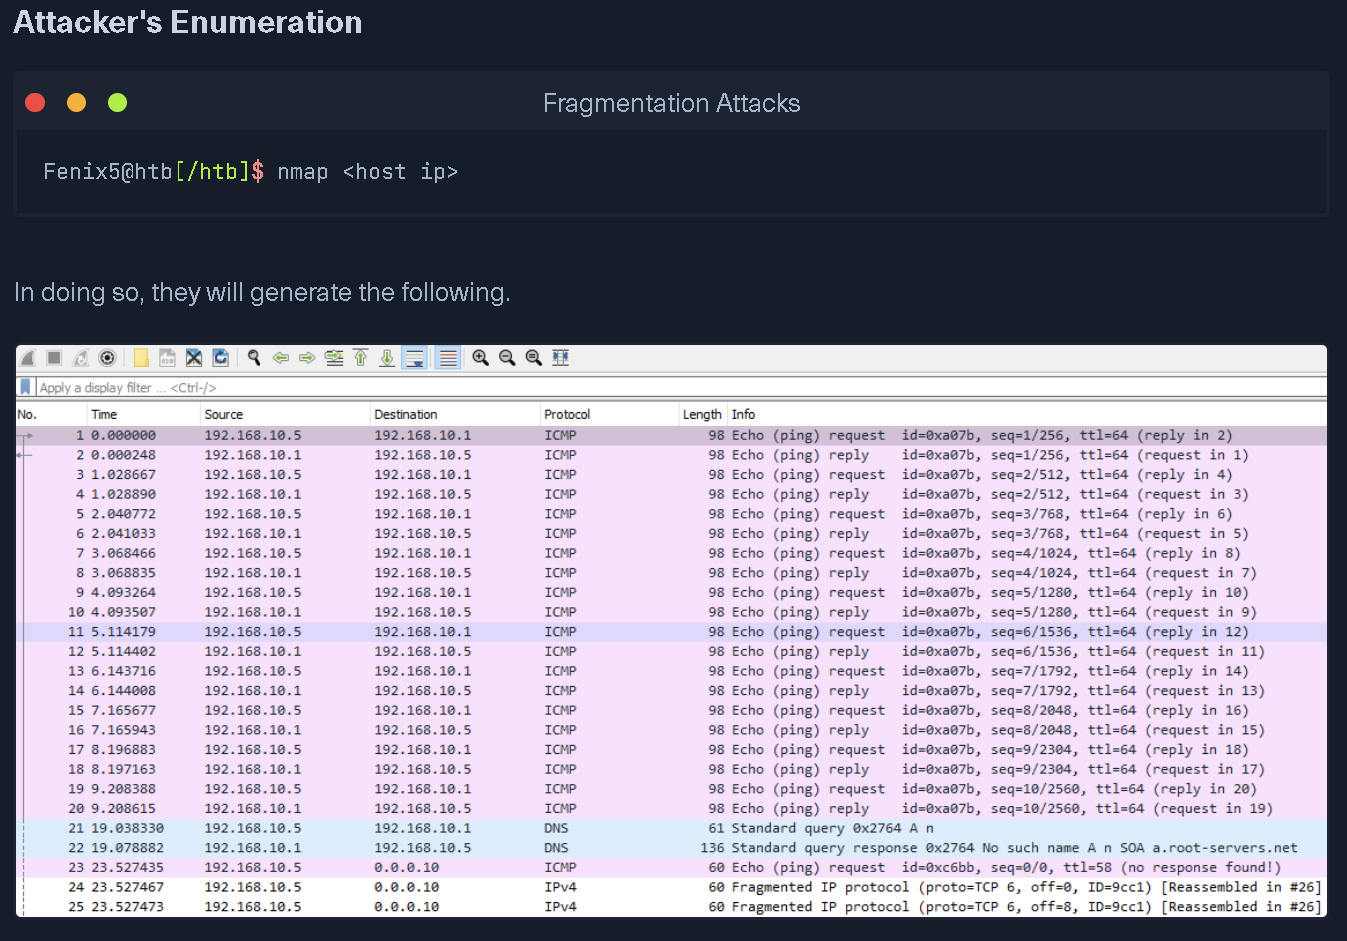 Attacker's Enumeration
Fragmentation Attacks
Fenix5@htb[/htb]$ nmap <host ip>
In doing so, they will generate the following.
Apply a display filter ... <Ctrl-/>
No. Time Source Destination Protocol Length Info
1 0.000000 192.168.10.5 192.168.10.1 ICMP 98 Echo (ping) request id=0xa07b, seq=1/256, ttl=64 (reply in 2)
2 0.000248 192.168.10.1 192.168.10.5 ICMP 98 Echo (ping) reply id=0xa07b, seq=1/256, ttl=64 (request in 1)
3 1.028667 192.168.10.5 192.168.10.1 ICMP 98 Echo (ping) request id=0xa07b, seq=2/512, ttl=64 (reply in 4)
4 1.028890 192.168.10.1 192.168.10.5 ICMP 98 Echo (ping) reply id=0xa07b, seq=2/512, ttl=64 (request in 3)
5 2.040772 192.168.10.5 192.168.10.1 ICMP 98 Echo (ping) request id=0xa07b, seq=3/768, ttl=64 (reply in 6)
6 2.041033 192.168.10.1 192.168.10.5 ICMP 98 Echo (ping) reply id=0xa07b, seq=3/768, ttl=64 (request in 5)
7 3.068466 192.168.10.5 192.168.10.1 ICMP 98 Echo (ping) request id=0xa07b, seq=4/1024, ttl=64 (reply in 8)
8 3.068835 192.168.10.1 192.168.10.5 ICMP 98 Echo (ping) reply id=0xa07b, seq=4/1024, ttl=64 (request in 7)
9 4.093264 192.168.10.5 192.168.10.1 ICMP 98 Echo (ping) request id=0xa07b, seq=5/1280, ttl=64 (reply in 10)
10 4.093507 192.168.10.1 192.168.10.5 ICMP 98 Echo (ping) reply id=0xa07b, seq=5/1280, ttl=64 (request in 9)
11 5.114179 192.168.10.5 192.168.10.1 ICMP 98 Echo (ping) request id=0xa07b, seq=6/1536, ttl=64 (reply in 12)
12 5.114402 192.168.10.1 192.168.10.5 ICMP 98 Echo (ping) reply id=0xa07b, seq=6/1536, ttl=64 (request in 11)
13 6.143716 192.168.10.5 192.168.10.1 ICMP 98 Echo (ping) request id=0xa07b, seq=7/1792, ttl=64 (reply in 14)
14 6.144008 192.168.10.1 192.168.10.5 ICMP 98 Echo (ping) reply id=0xa07b, seq=7/1792, ttl=64 (request in 13)
15 7.165677 192.168.10.5 192.168.10.1 ICMP 98 Echo (ping) request id=0xa07b, seq=8/2048, ttl=64 (reply in 16)
16 7.165943 192.168.10.1 192.168.10.5 ICMP 98 Echo (ping) reply id=0xa07b, seq=8/2048, ttl=64 (request in 15)
17 8.196883 192.168.10.5 192.168.10.1 ICMP 98 Echo (ping) request id=0xa07b, seq=9/2304, ttl=64 (reply in 18)
18 8.197163 192.168.10.1 192.168.10.5 ICMP 98 Echo (ping) reply id=0xa07b, seq=9/2304, ttl=64 (request in 17)
19 9.208388 192.168.10.5 192.168.10.1 ICMP 98 Echo (ping) request id=0xa07b, seq=10/2560, ttl=64 (reply in 20)
20 9.208615 192.168.10.1 192.168.10.5 ICMP 98 Echo (ping) reply id=0xa07b, seq=10/2560, ttl=64 (request in 19)
21 19.038330 192.168.10.5 192.168.10.1 DNS 61 Standard query 0x2764 A n
22 19.078882 192.168.10.1 192.168.10.5 DNS 136 Standard query response 0x2764 No such name A n SOA a.root-servers.net
23 23.527435 192.168.10.5 0.0.0.10 ICMP 60 Echo (ping) request id=0xc6bb, seq=0/0, ttl=58 (no response found!)
24 23.527467 192.168.10.5 0.0.0.10 IPv4 60 Fragmented IP protocol (proto=TCP 6, off=0, ID=9cc1) [Reassembled in #26]
25 23.527473 192.168.10.5 0.0.0.10 IPv4 60 Fragmented IP protocol (proto=TCP 6, off=8, ID=9cc1) [Reassembled in #26]